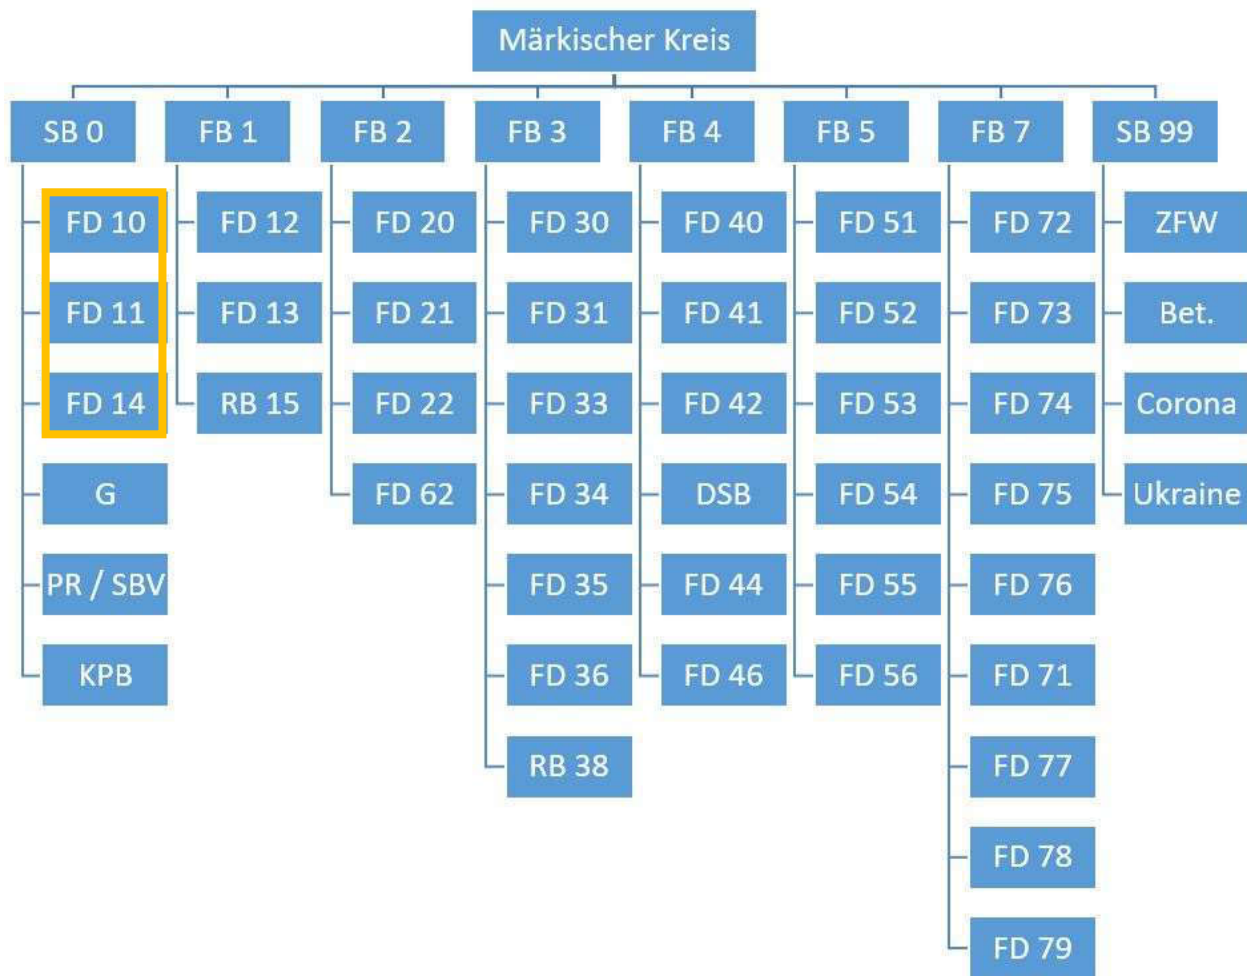 Märkischer Kreis
SB 0
FB 1
FB 2
FB 3
FB 4
FB 5
FB 7
SB 99
FD 10
FD 12
FD 20
FD 30
FD 40
FD 51
FD 72
ZFW
FD 11
FD 13
FD 21
FD 31
FD 41
FD 52
FD 73
Bet.
FD 14
RB 15
FD 22
FD 33
FD 42
FD 53
FD 74
Corona
G
FD 62
FD 34
DSB
FD 54
FD 75
Ukraine
PR / SBV
FD 35
FD 44
FD 55
FD 76
KPB
FD 36
FD 46
FD 56
FD 71
RB 38
FD 77
FD 78
FD 79